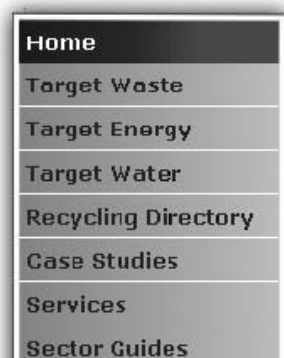 Home
Target Waste
Target Energy
Target Water
Recycling Directory
Case Studies
Services
Sector Guides